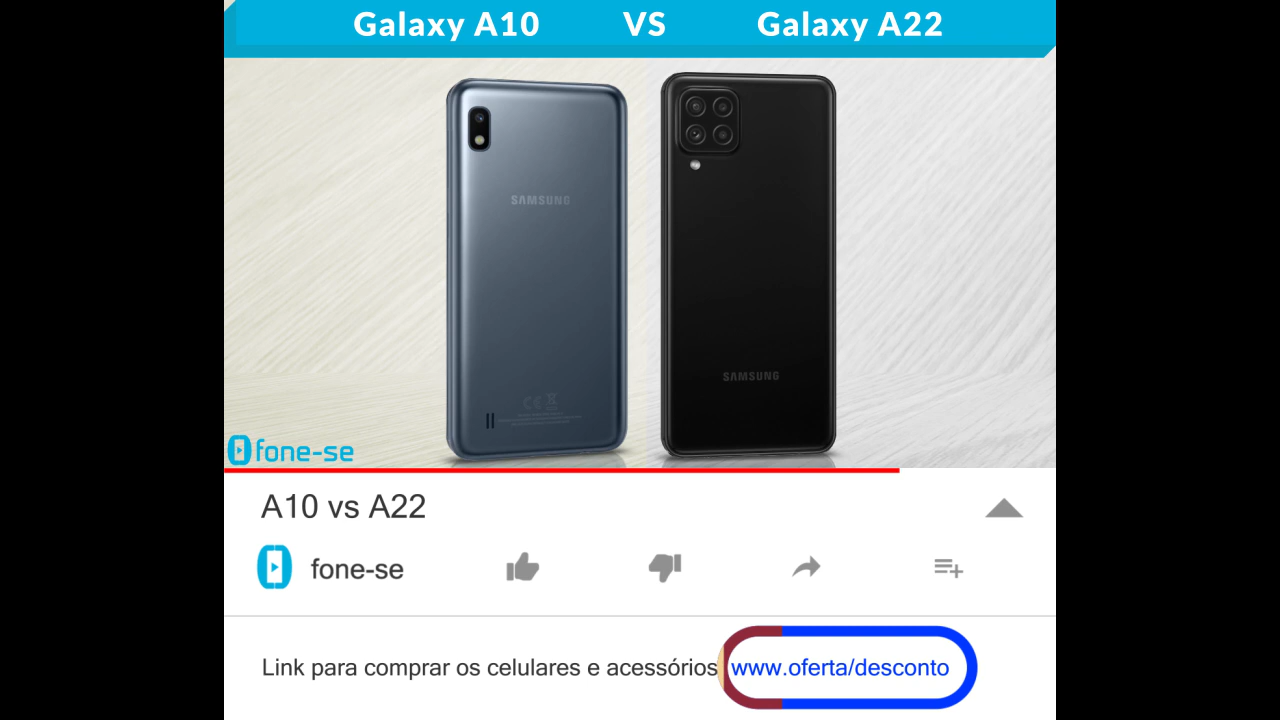 Galaxy A10 VS Galaxy A22
SAMSUNG
SAMSUNG
fone-se
A10 vs A22
fone-se
Link para comprar os celulares e acessórios www.oferta/desconto